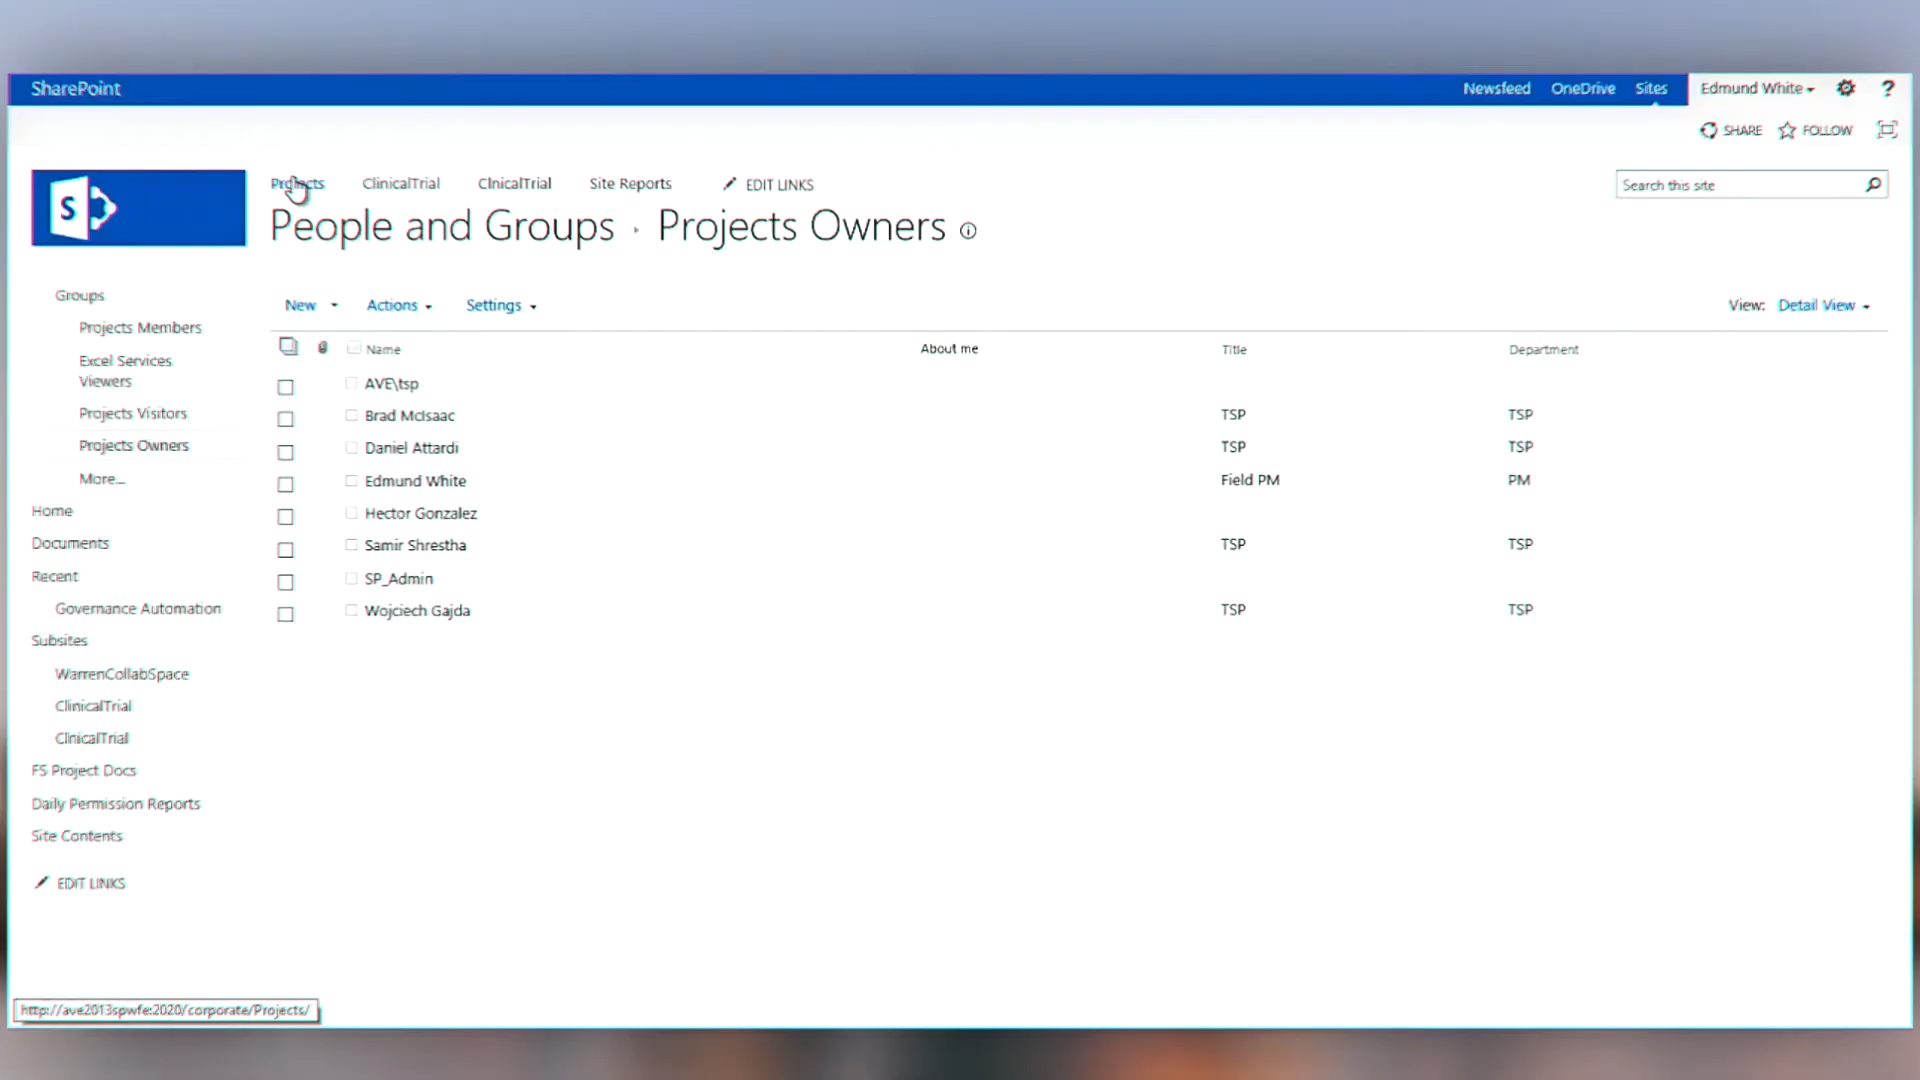 SharePoint
Newsfeed OneDrive Sites Edmund White ?
SHARE FOLLOW
S
Projects ClinicalTrial ClnicalTrial Site Reports EDIT LINKS
Search this site
People and Groups Projects Owners
New Actions Settings
View: Detail View
Groups
Projects Members
Excel Services
Viewers
Projects Visitors
Projects Owners
More...
Home
Documents
Recent
Governance Automation
Subsites
WarrenCollabSpace
ClinicalTrial
ClnicalTrial
FS Project Docs
Daily Permission Reports
Site Contents
EDIT LINKS
Name About me Title Department
AVE\tsp
Brad McIsaac TSP TSP
Daniel Attardi TSP TSP
Edmund White Field PM PM
Hector Gonzalez
Samir Shrestha TSP TSP
SP_Admin
Wojciech Gajda TSP TSP
http://ave2013spwfe:2020/corporate/Projects/